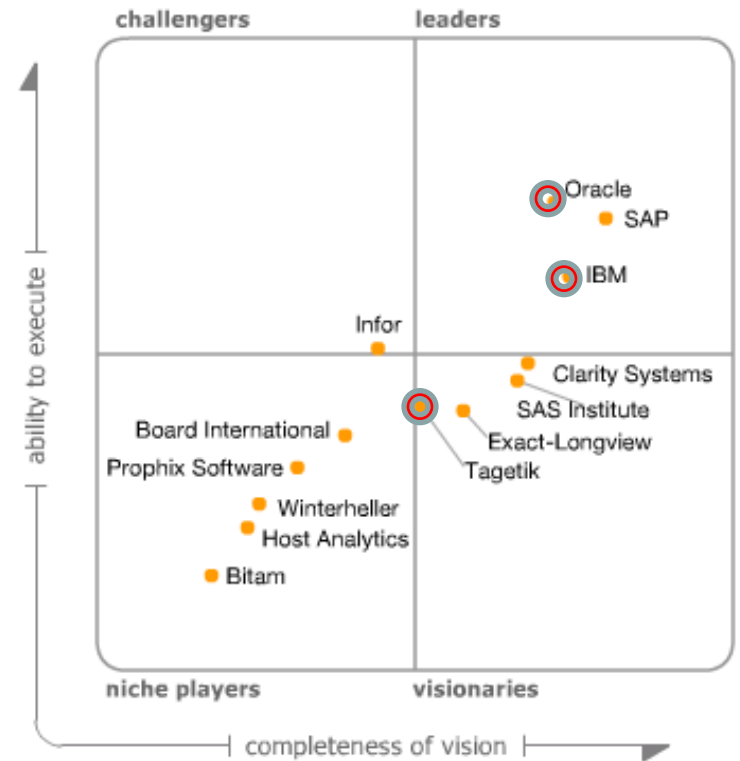 challengers
leaders
Oracle
SAP
IBM
Infor
Clarity Systems
SAS Institute
Exact-Longview
Tagetik
Board International
Prophix Software
Winterheller
Host Analytics
Bitam
niche players
visionaries
ability to execute
completeness of vision